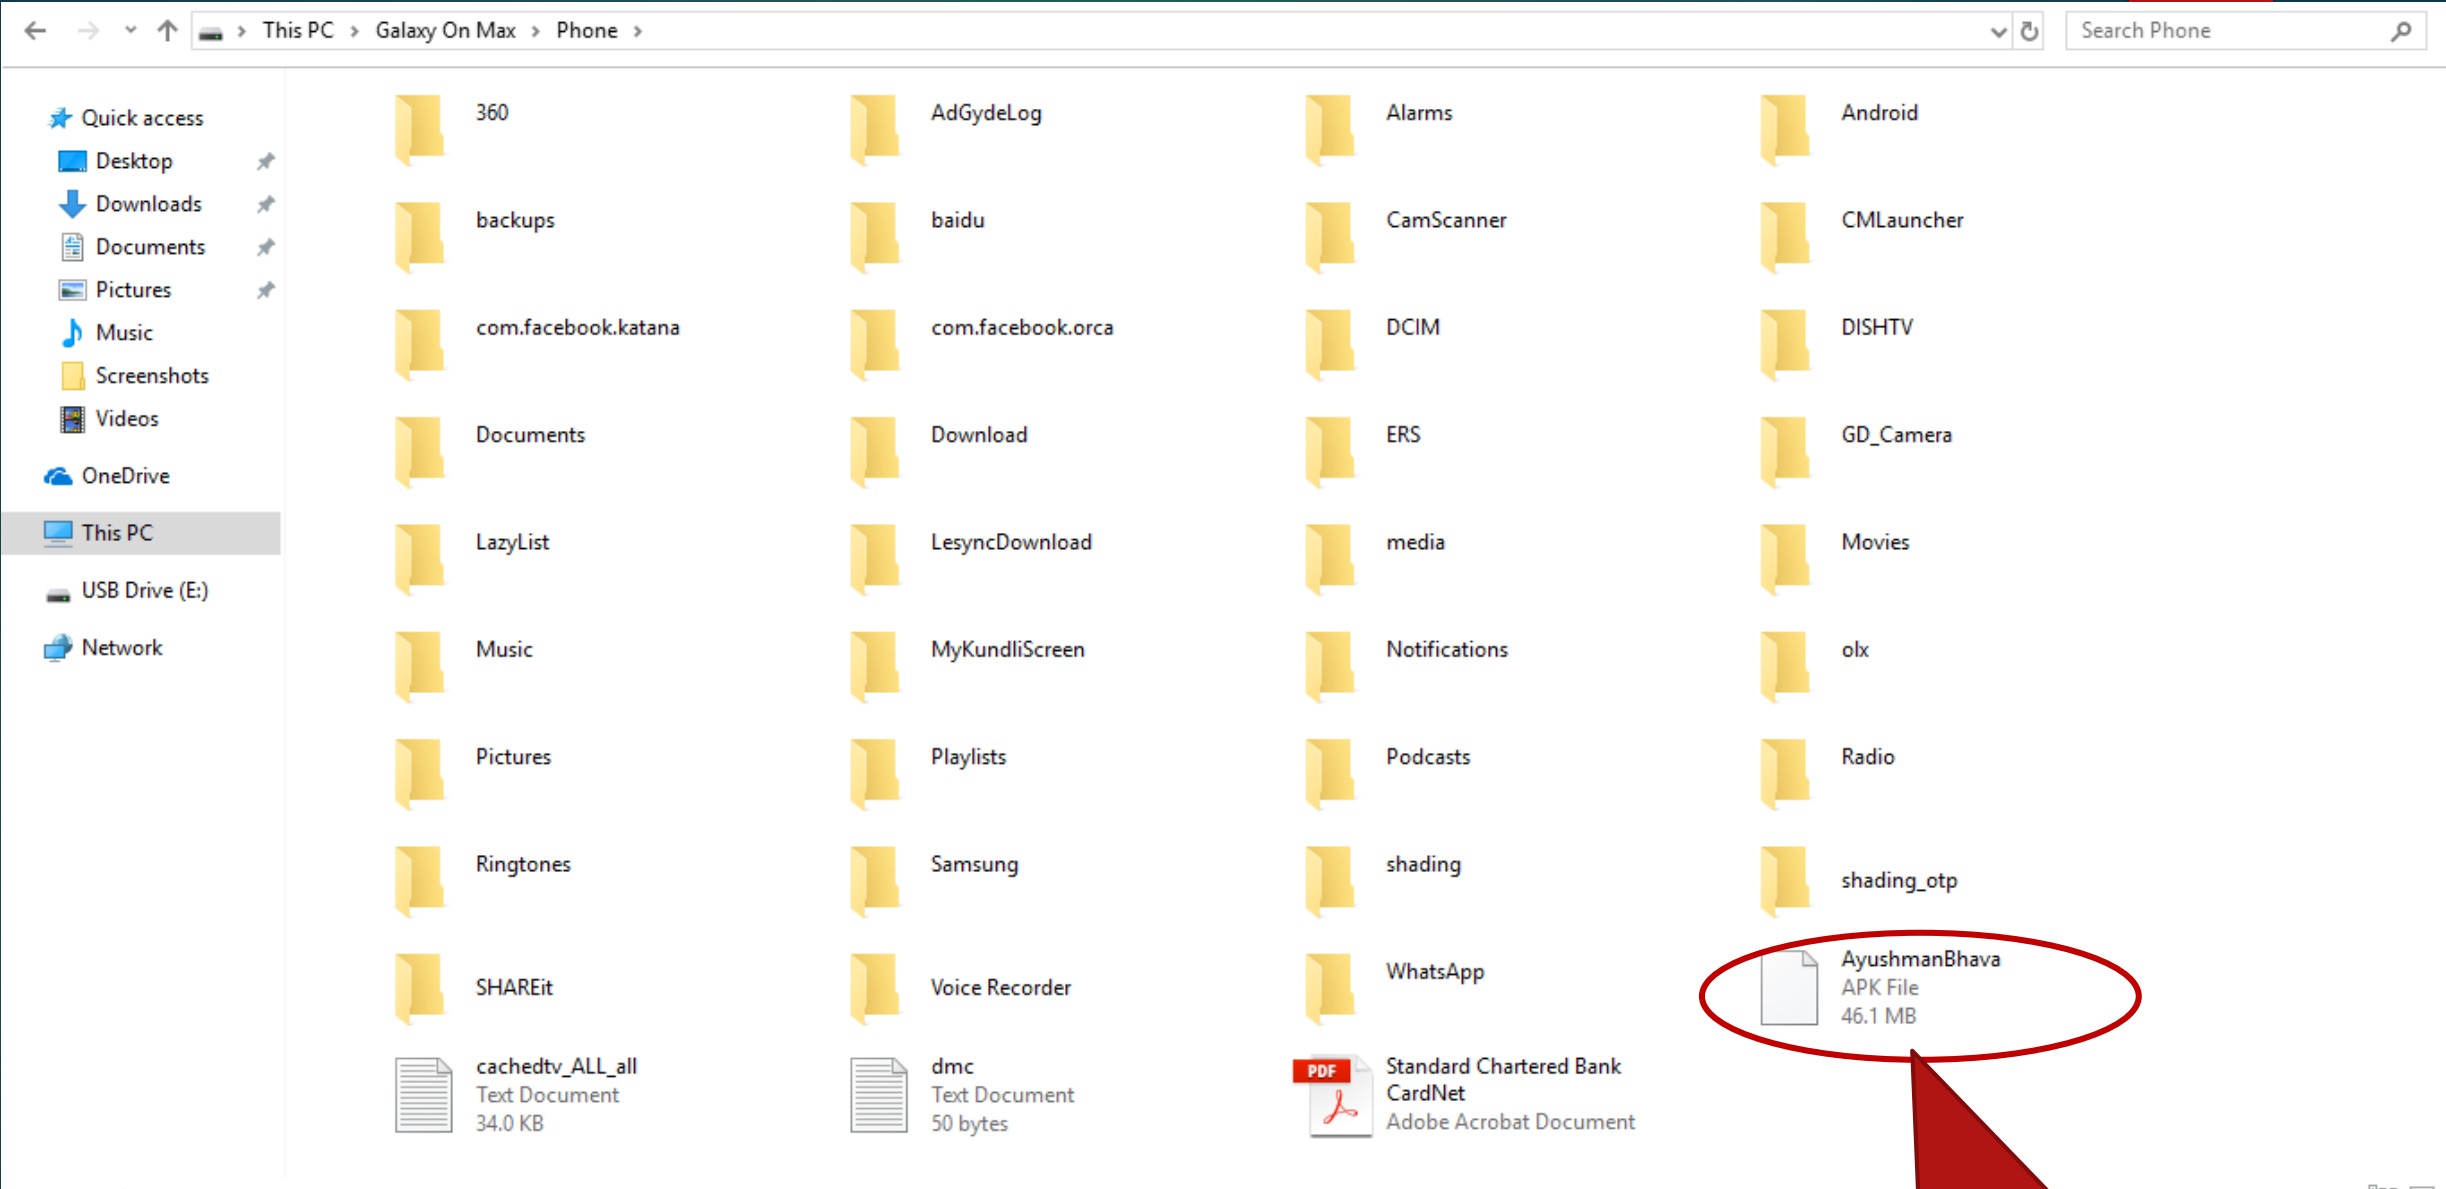 This PC > Galaxy On Max > Phone >
Search Phone
Quick access
Desktop
Downloads
Documents
Pictures
Music
Screenshots
Videos
OneDrive
This PC
USB Drive (E:)
Network
360
AdGydeLog
Alarms
Android
backups
baidu
CamScanner
CMLauncher
com.facebook.katana
com.facebook.orca
DCIM
DISHTV
Documents
Download
ERS
GD_Camera
LazyList
LesyncDownload
media
Movies
Music
MyKundliScreen
Notifications
olx
Pictures
Playlists
Podcasts
Radio
Ringtones
Samsung
shading
shading_otp
SHAREit
Voice Recorder
WhatsApp
AyushmanBhava
APK File
46.1 MB
cachedtv_ALL_all
Text Document
34.0 KB
dmc
Text Document
50 bytes
PDF
Standard Chartered Bank
CardNet
Adobe Acrobat Document